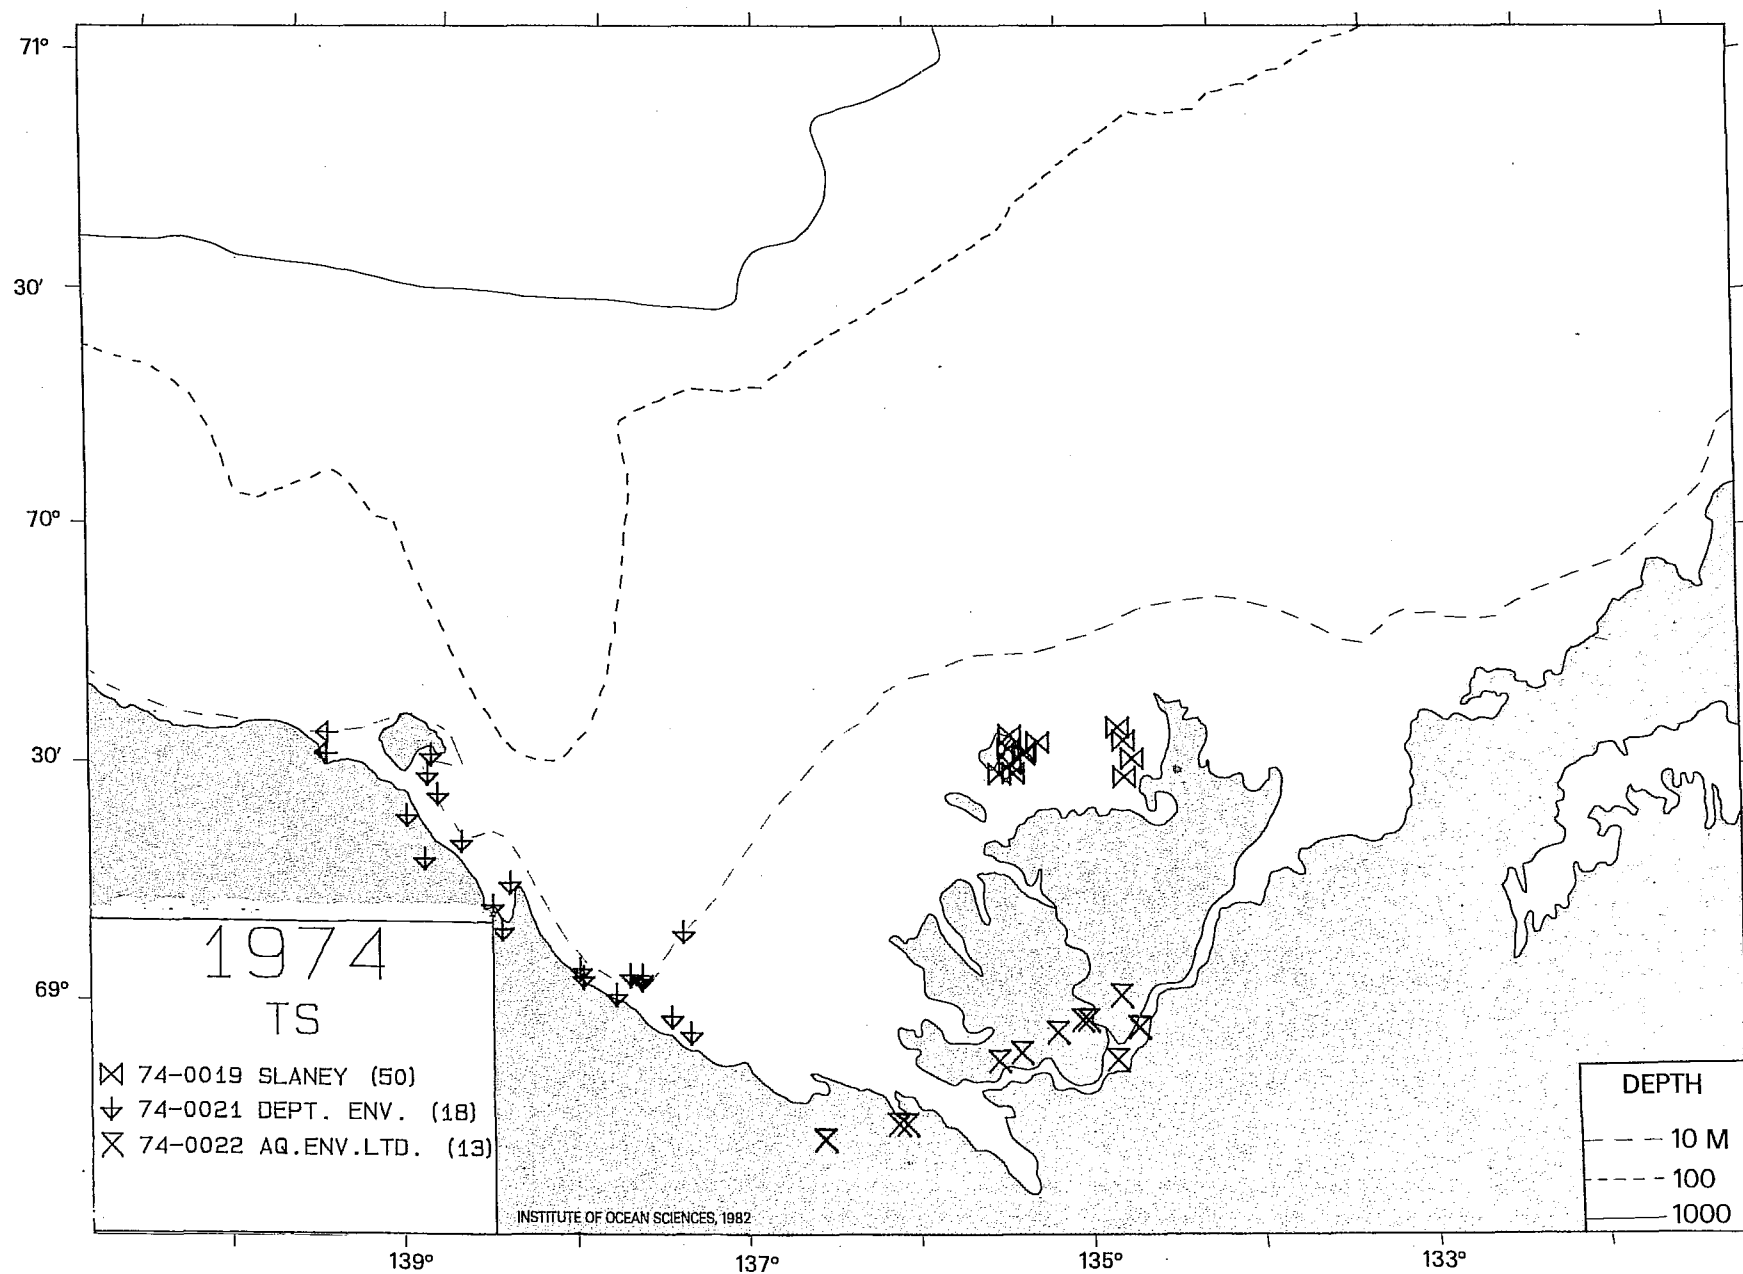 71°
30′
70°
30′
69°
1974
TS
74-0019 SLANEY (50)
74-0021 DEPT. ENV. (18)
74-0022 AQ.ENV.LTD. (13)
INSTITUTE OF OCEAN SCIENCES, 1982
DEPTH
10 M
100
1000
139°
137°
135°
133°